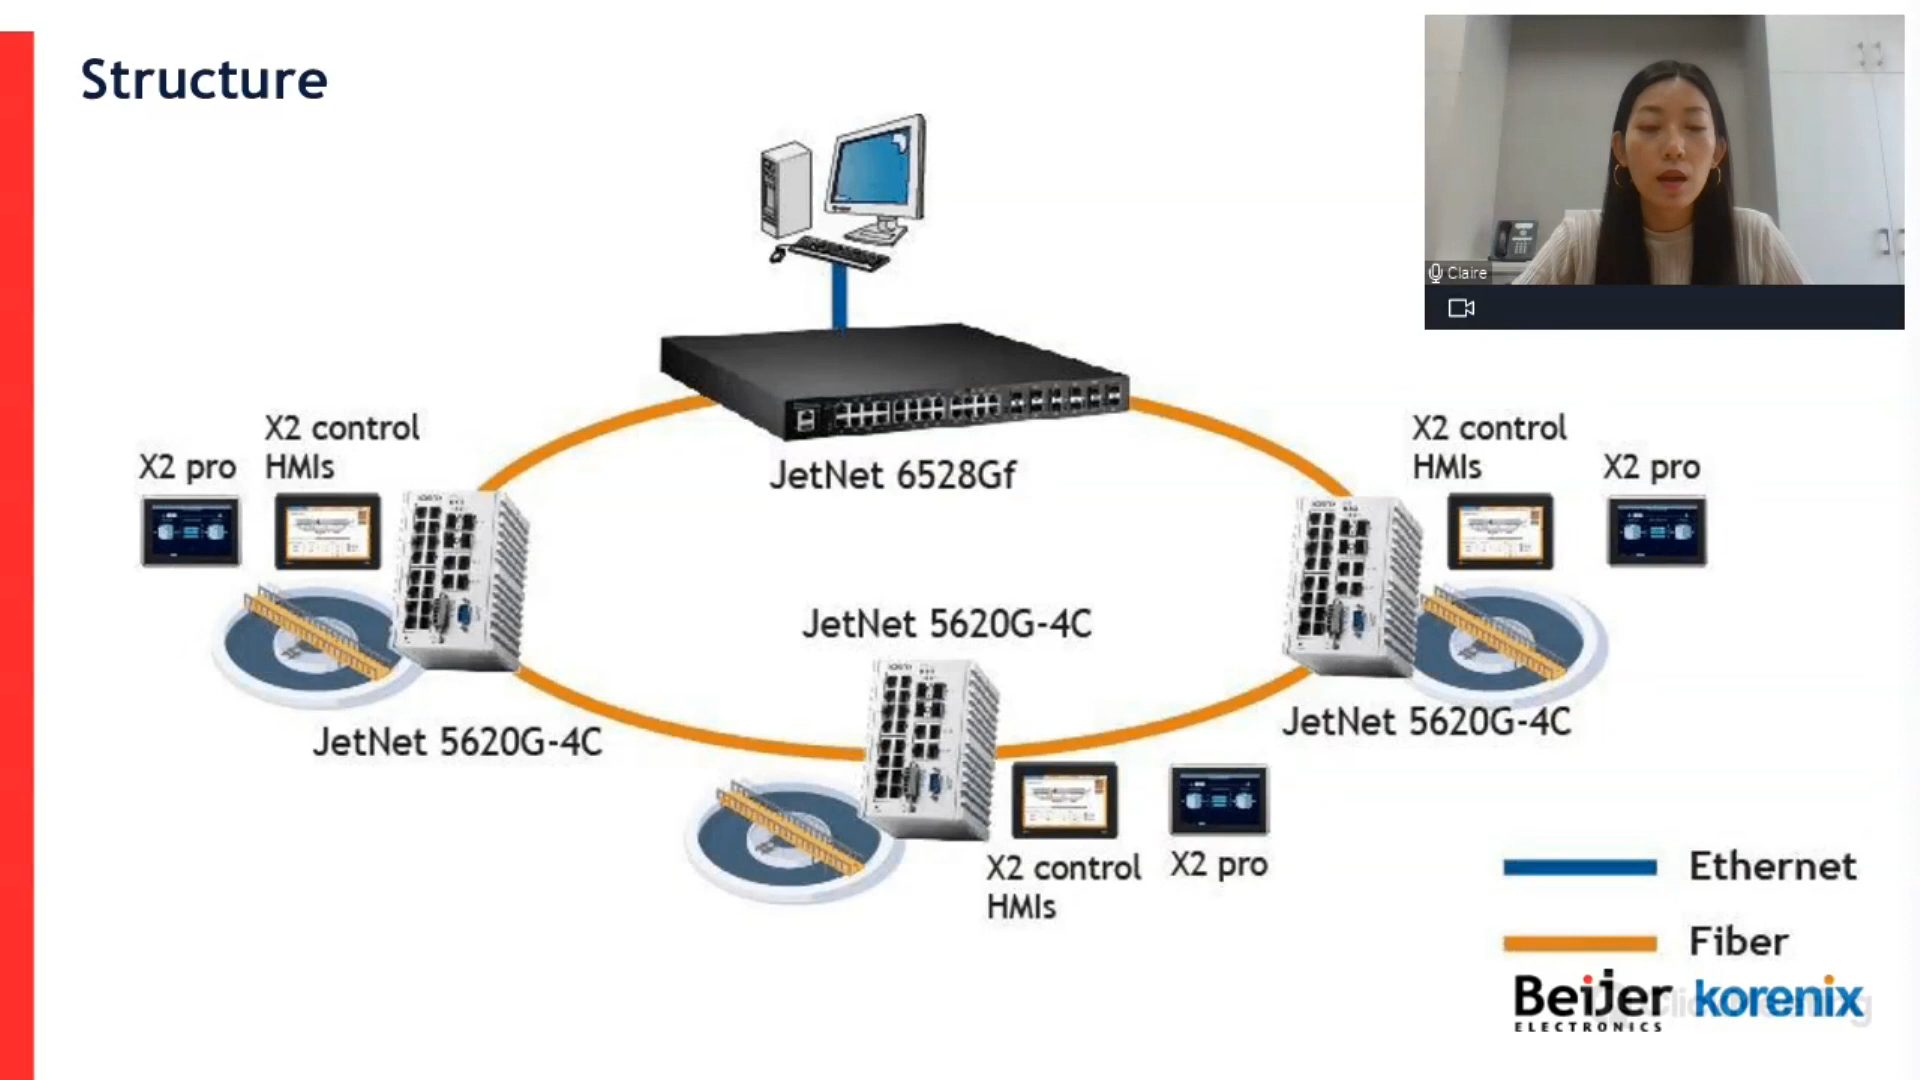 Structure
Claire
X2 control
HMIs
X2 pro
JetNet 6528Gf
X2 control
HMIs
X2 pro
JetNet 5620G-4C
JetNet 5620G-4C
JetNet 5620G-4C
X2 control
HMIs
X2 pro
Ethernet
Fiber
BeiJer
ELECTRONICS
korenix